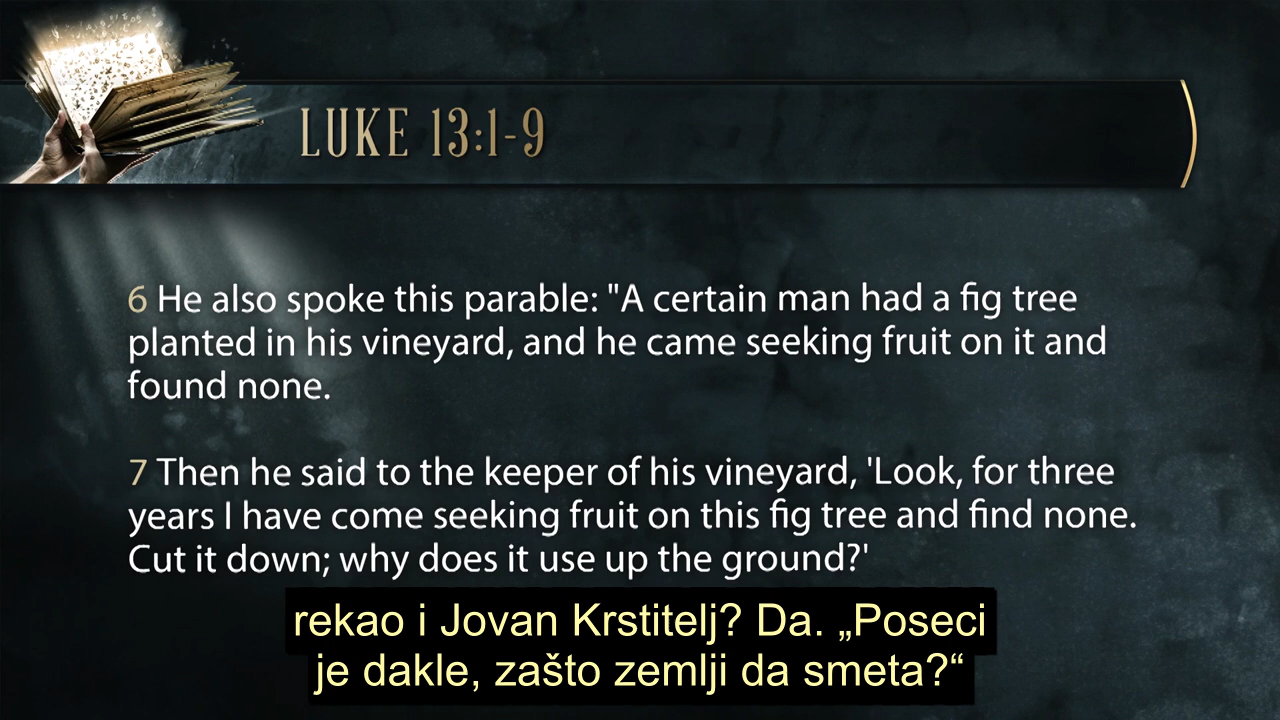 LUKE 13:1-9
6 He also spoke this parable: "A certain man had a fig tree
planted in his vineyard, and he came seeking fruit on it and
found none.
7 Then he said to the keeper of his vineyard, 'Look, for three
years I have come seeking fruit on this fig tree and find none.
Cut it down; why does it use up the ground?'
rekao i Jovan Krstitelj? Da. „Poseci
je dakle, zašto zemlji da smeta?“